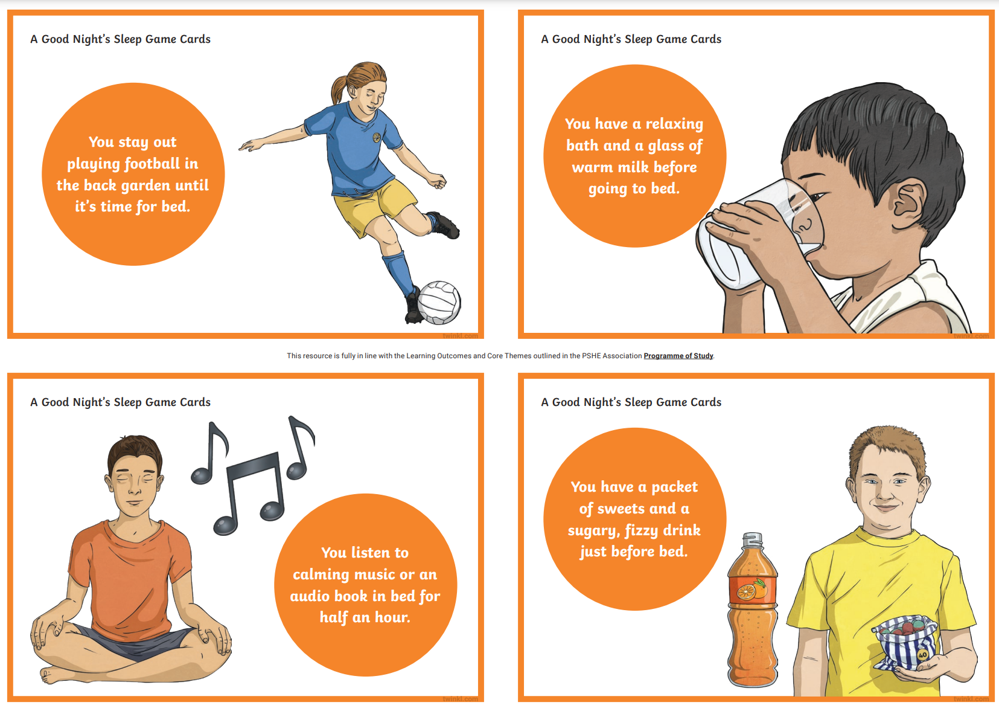 A Good Night's Sleep Game Cards
You stay out
playing football in
the back garden until
it's time for bed.
twinkl.com
A Good Night's Sleep Game Cards
You have a relaxing
bath and a glass of
warm milk before
going to bed.
twinkl.com
This resource is fully in line with the Learning Outcomes and Core Themes outlined in the PSHE Association Programme of Study.
A Good Night's Sleep Game Cards
You listen to
calming music or an
audio book in bed for
half an hour.
twinkl.com
A Good Night's Sleep Game Cards
You have a packet
of sweets and a
sugary, fizzy drink
just before bed.
40
twinkl.com